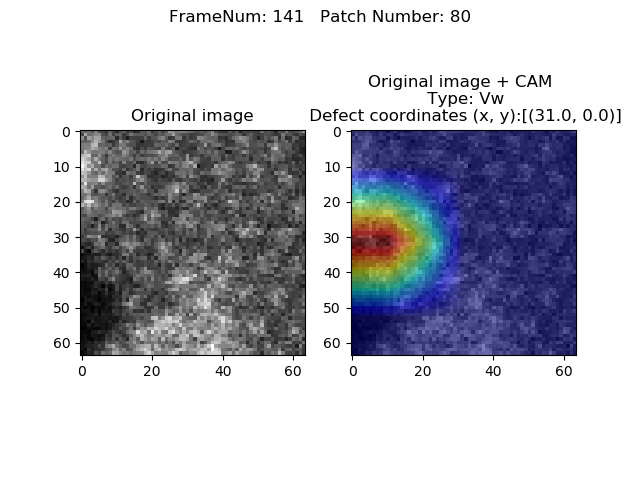 FrameNum: 141   Patch Number: 80
Original image
Original image + CAM
Type: Vw
Defect coordinates (x, y):[(31.0, 0.0)]
0
10
20
30
40
50
60
0 20 40 60
0
10
20
30
40
50
60
0 20 40 60